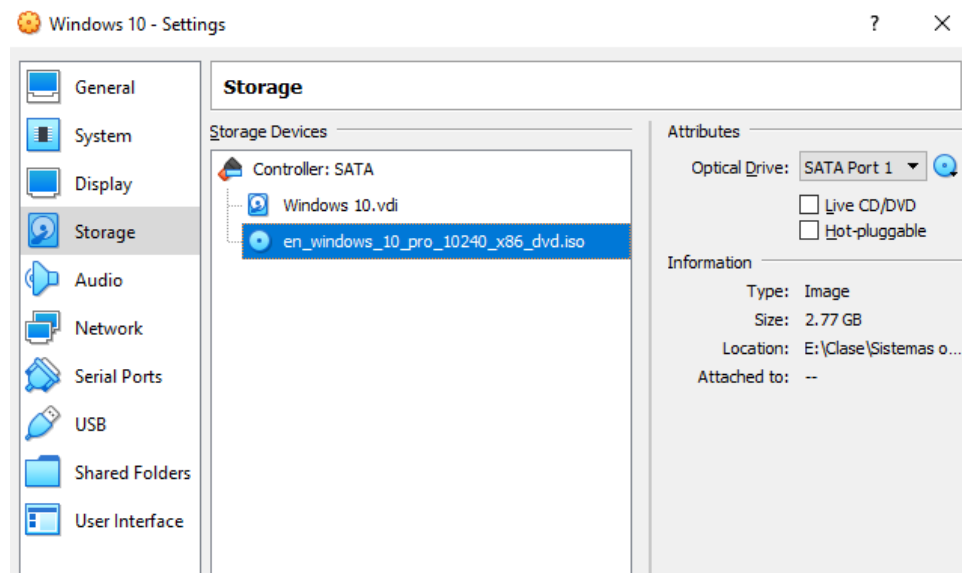 Windows 10 - Settings
?
General
System
Display
Storage
Audio
Network
Serial Ports
USB
Shared Folders
User Interface
Storage
Storage Devices
Controller: SATA
Windows 10.vdi
en_windows_10_pro_10240_x86_dvd.iso
Attributes
Optical Drive: SATA Port 1
Live CD/DVD
Hot-pluggable
Information
Type: Image
Size: 2.77 GB
Location: E:\Clase\Sistemas o...
Attached to: --